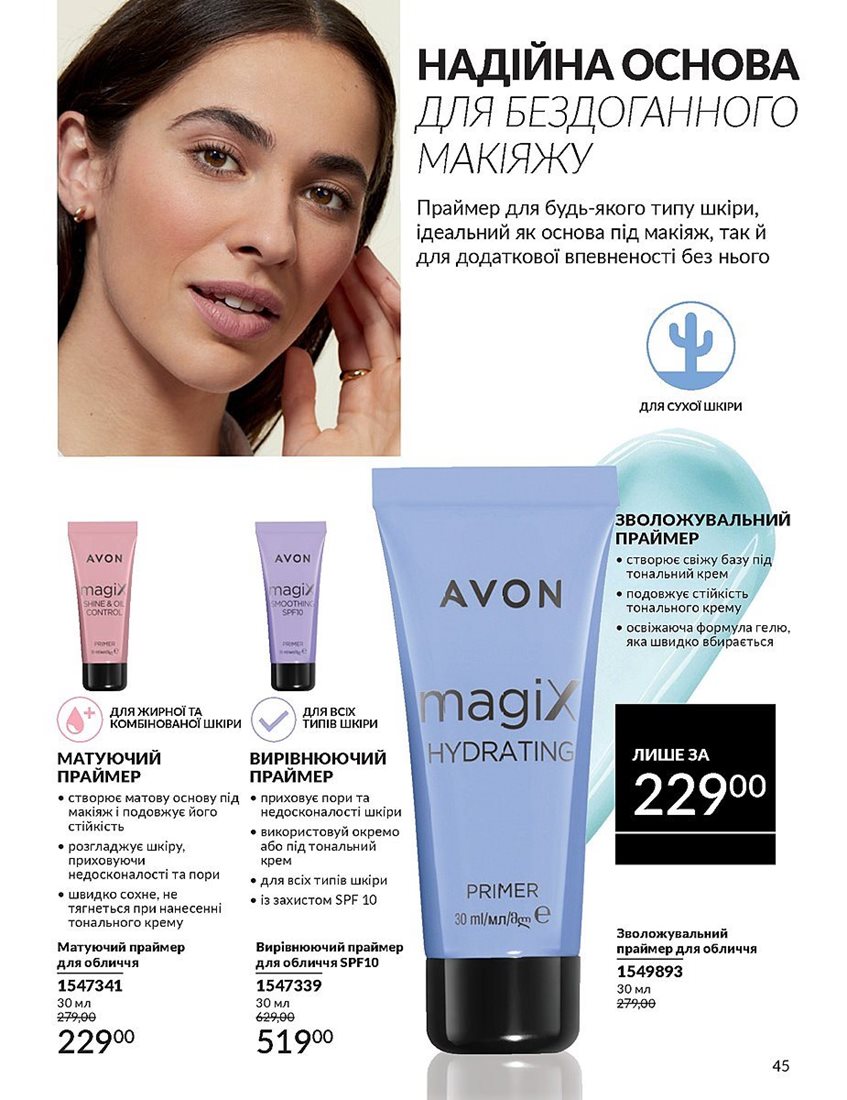 НАДІЙНА ОСНОВА
ДЛЯ БЕЗДОГАННОГО
МАКІЯЖУ
Праймер для будь-якого типу шкіри,
ідеальний як основа під макіяж, так й
для додаткової впевненості без нього
ДЛЯ СУХОЇ ШКІРИ
ЗВОЛОЖУВАЛЬНИЙ
ПРАЙМЕР
• створює свіжу базу під
тональний крем
• подовжує стійкість
тонального крему
• освіжаюча формула гелю,
яка швидко вбирається
ЛИШЕ ЗА
22900
Зволожувальний
праймер для обличчя
1549893
30 мл
279,00
AVON
magiX
HYDRATING
PRIMER
30 ml/мл/მლ e
AVON
magiX
SHINE & OIL
CONTROL
PRIMER
ДЛЯ ЖИРНОЇ ТА
КОМБІНОВАНОЇ ШКІРИ
МАТУЮЧИЙ
ПРАЙМЕР
• створює матову основу під
макіяж і подовжує його
стійкість
• розгладжує шкіру,
приховуючи
недосконалості та пори
• швидко сохне, не
тягнеться при нанесенні
тонального крему
Матуючий праймер
для обличчя
1547341
30 мл
279,00
22900
AVON
magiX
SMOOTHING
SPF10
PRIMER
ДЛЯ ВСІХ
ТИПІВ ШКІРИ
ВИРІВНЮЮЧИЙ
ПРАЙМЕР
• приховує пори та
недосконалості шкіри
• використовуй окремо
або під тональний
крем
• для всіх типів шкіри
• із захистом SPF 10
Вирівнюючий праймер
для обличчя SPF10
1547339
30 мл
629,00
51900
45